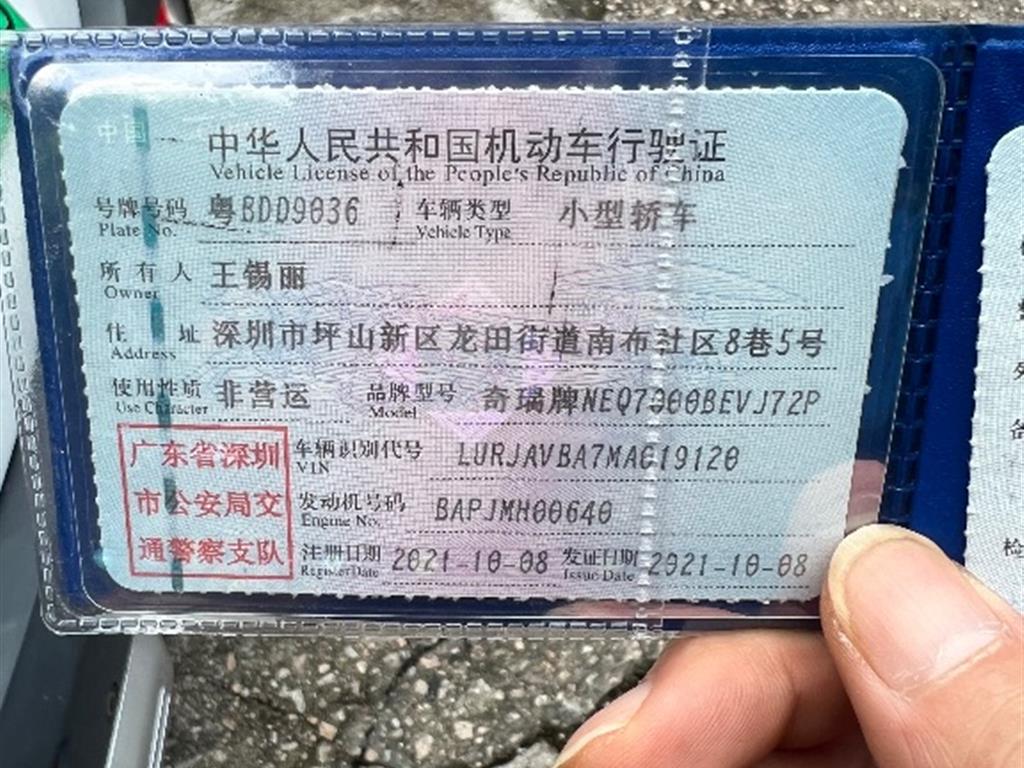 中国
中华人民共和国机动车行驶证
Vehicle License of the People's Republic of China
号牌号码 粤BDD9036 车辆类型 小型轿车
Plate No. Vehicle Type
所有人 王锡丽
Owner
住址 深圳市坪山新区龙田街道南布社区8巷5号
Address
使用性质 非营运 品牌型号 奇瑞牌NEQ7000BEVJ72P
Use Character Model
广东省深圳
市公安局交
通警察支队
车辆识别代号 LURJAVBA7MA019120
VIN
发动机号码 BAPJMH00640
Engine No.
注册日期 2021-10-08 发证日期 2021-10-08
Register Date Issue Date